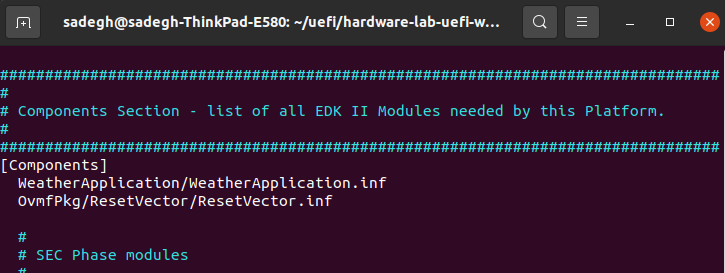 sadegh@sadegh-ThinkPad-E580: ~/uefi/hardware-lab-uefi-w...
################################################################################
#
# Components Section - list of all EDK II Modules needed by this Platform.
#
################################################################################
[Components]
WeatherApplication/WeatherApplication.inf
OvmfPkg/ResetVector/ResetVector.inf
#
# SEC Phase modules
#